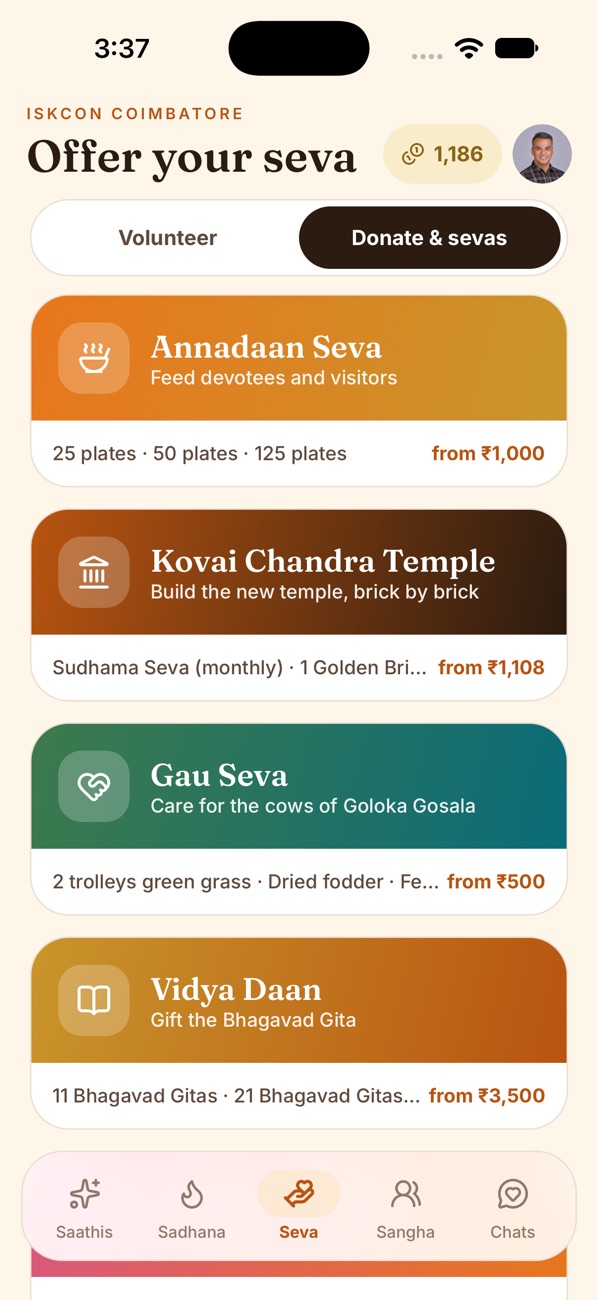 3:37
ISKCON COIMBATORE
Offer your seva
1,186
Volunteer
Donate & sevas
Annadaan Seva
Feed devotees and visitors
25 plates · 50 plates · 125 plates
from ₹1,000
Kovai Chandra Temple
Build the new temple, brick by brick
Sudhama Seva (monthly) · 1 Golden Bri...
from ₹1,108
Gau Seva
Care for the cows of Goloka Gosala
2 trolleys green grass · Dried fodder · Fe...
from ₹500
Vidya Daan
Gift the Bhagavad Gita
11 Bhagavad Gitas · 21 Bhagavad Gitas...
from ₹3,500
Saathis
Sadhana
Seva
Sangha
Chats